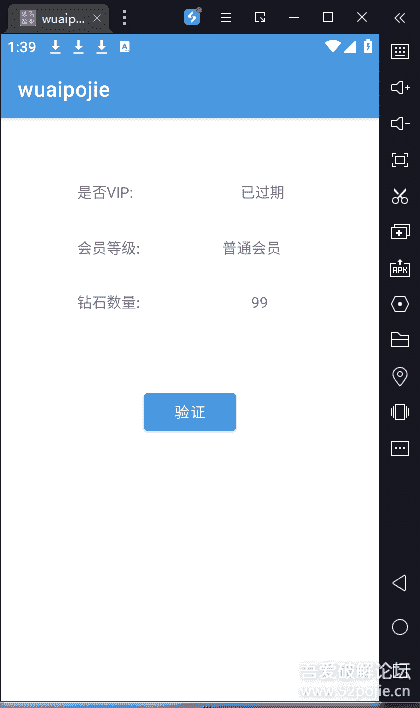 wuaip...
1:39
A
wuaipojie
是否VIP: 已过期
会员等级: 普通会员
钻石数量: 99
验证
APK
吾爱破解论坛
www.52pojie.cn